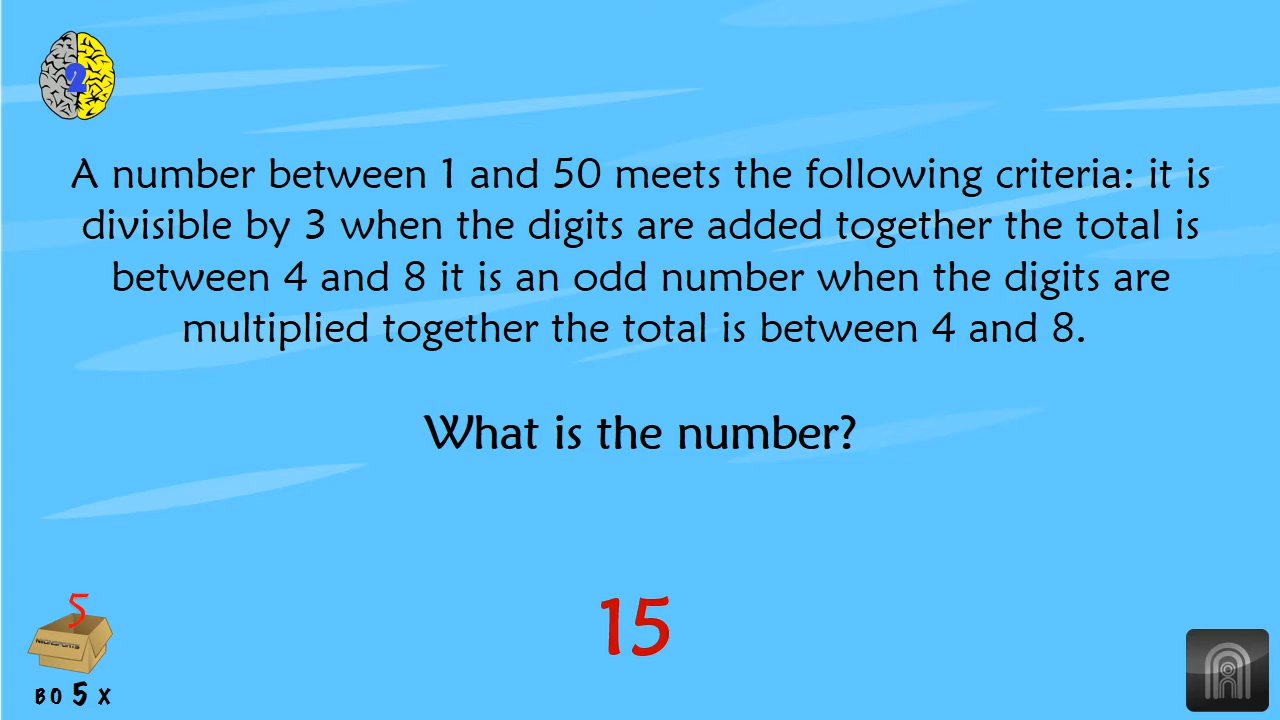 2
A number between 1 and 50 meets the following criteria: it is
divisible by 3 when the digits are added together the total is
between 4 and 8 it is an odd number when the digits are
multiplied together the total is between 4 and 8.
What is the number?
15
5
BO 5 X